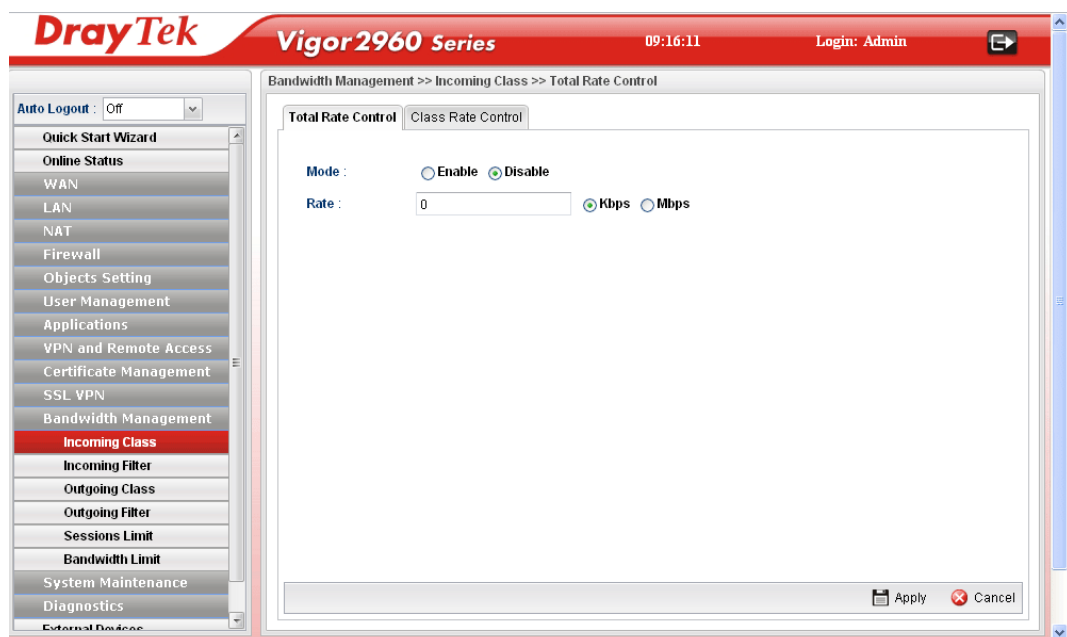 DrayTek
Vigor2960 Series 09:16:11 Login: Admin
Bandwidth Management >> Incoming Class >> Total Rate Control
Auto Logout : Off
Quick Start Wizard
Online Status
WAN
LAN
NAT
Firewall
Objects Setting
User Management
Applications
VPN and Remote Access
Certificate Management
SSL VPN
Bandwidth Management
Incoming Class
Incoming Filter
Outgoing Class
Outgoing Filter
Sessions Limit
Bandwidth Limit
System Maintenance
Diagnostics
External Devices
Total Rate Control Class Rate Control
Mode : Enable Disable
Rate : 0 Kbps Mbps
Apply Cancel